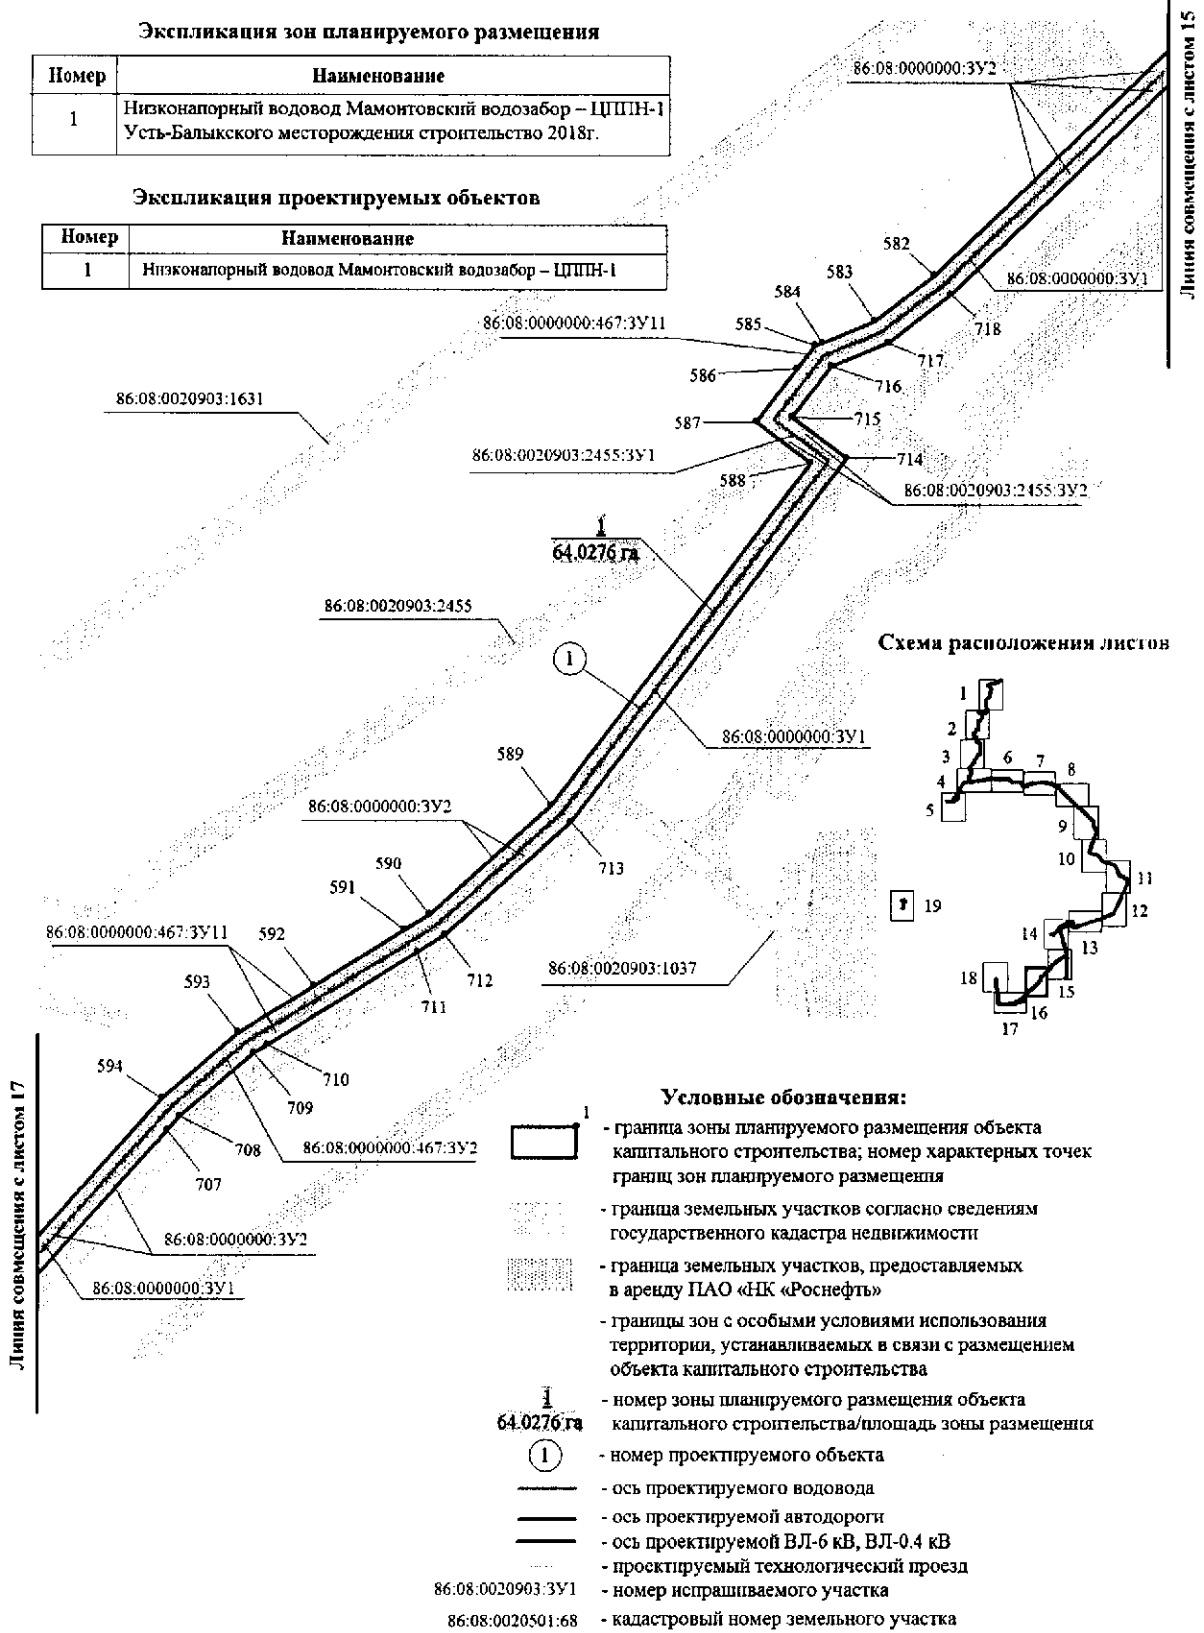 Экспликация зон планируемого размещения
Номер Наименование
1 Низконапорный водовод Мамонтовский водозабор – ЦППН-1
Усть-Балыкского месторождения строительство 2018г.
Экспликация проектируемых объектов
Номер Наименование
1 Низконапорный водовод Мамонтовский водозабор – ЦППН-1
Линия совмещения с листом 15
86:08:0000000:ЗУ2
582
583
86:08:0000000:ЗУ1
584
86:08:0000000:467:ЗУ11
585
718
717
586
716
86:08:0020903:1631
587
715
86:08:0020903:2455:ЗУ1
714
588
86:08:0020903:2455:ЗУ2
1
64.0276 га
86:08:0020903:2455
1
86:08:0000000:ЗУ1
589
86:08:0000000:ЗУ2
713
590
591
86:08:0000000:467:ЗУ11
592
712
86:08:0020903:1037
593
711
710
594
709
708
86:08:0000000:467:ЗУ2
707
86:08:0000000:ЗУ2
86:08:0000000:ЗУ1
Линия совмещения с листом 17
Схема расположения листов
1
2
3
6
7
4
8
5
9
10
11
19
12
14
13
18
15
16
17
Условные обозначения:
1
- граница зоны планируемого размещения объекта
капитального строительства; номер характерных точек
границ зон планируемого размещения
- граница земельных участков согласно сведениям
государственного кадастра недвижимости
- граница земельных участков, предоставляемых
в аренду ПАО «НК «Роснефть»
- границы зон с особыми условиями использования
территории, устанавливаемых в связи с размещением
объекта капитального строительства
1
64.0276 га
- номер зоны планируемого размещения объекта
капитального строительства/площадь зоны размещения
1 - номер проектируемого объекта
- ось проектируемого водовода
- ось проектируемой автодороги
- ось проектируемой ВЛ-6 кВ, ВЛ-0.4 кВ
- проектируемый технологический проезд
86:08:0020903:ЗУ1 - номер испрашиваемого участка
86:08:0020501:68 - кадастровый номер земельного участка